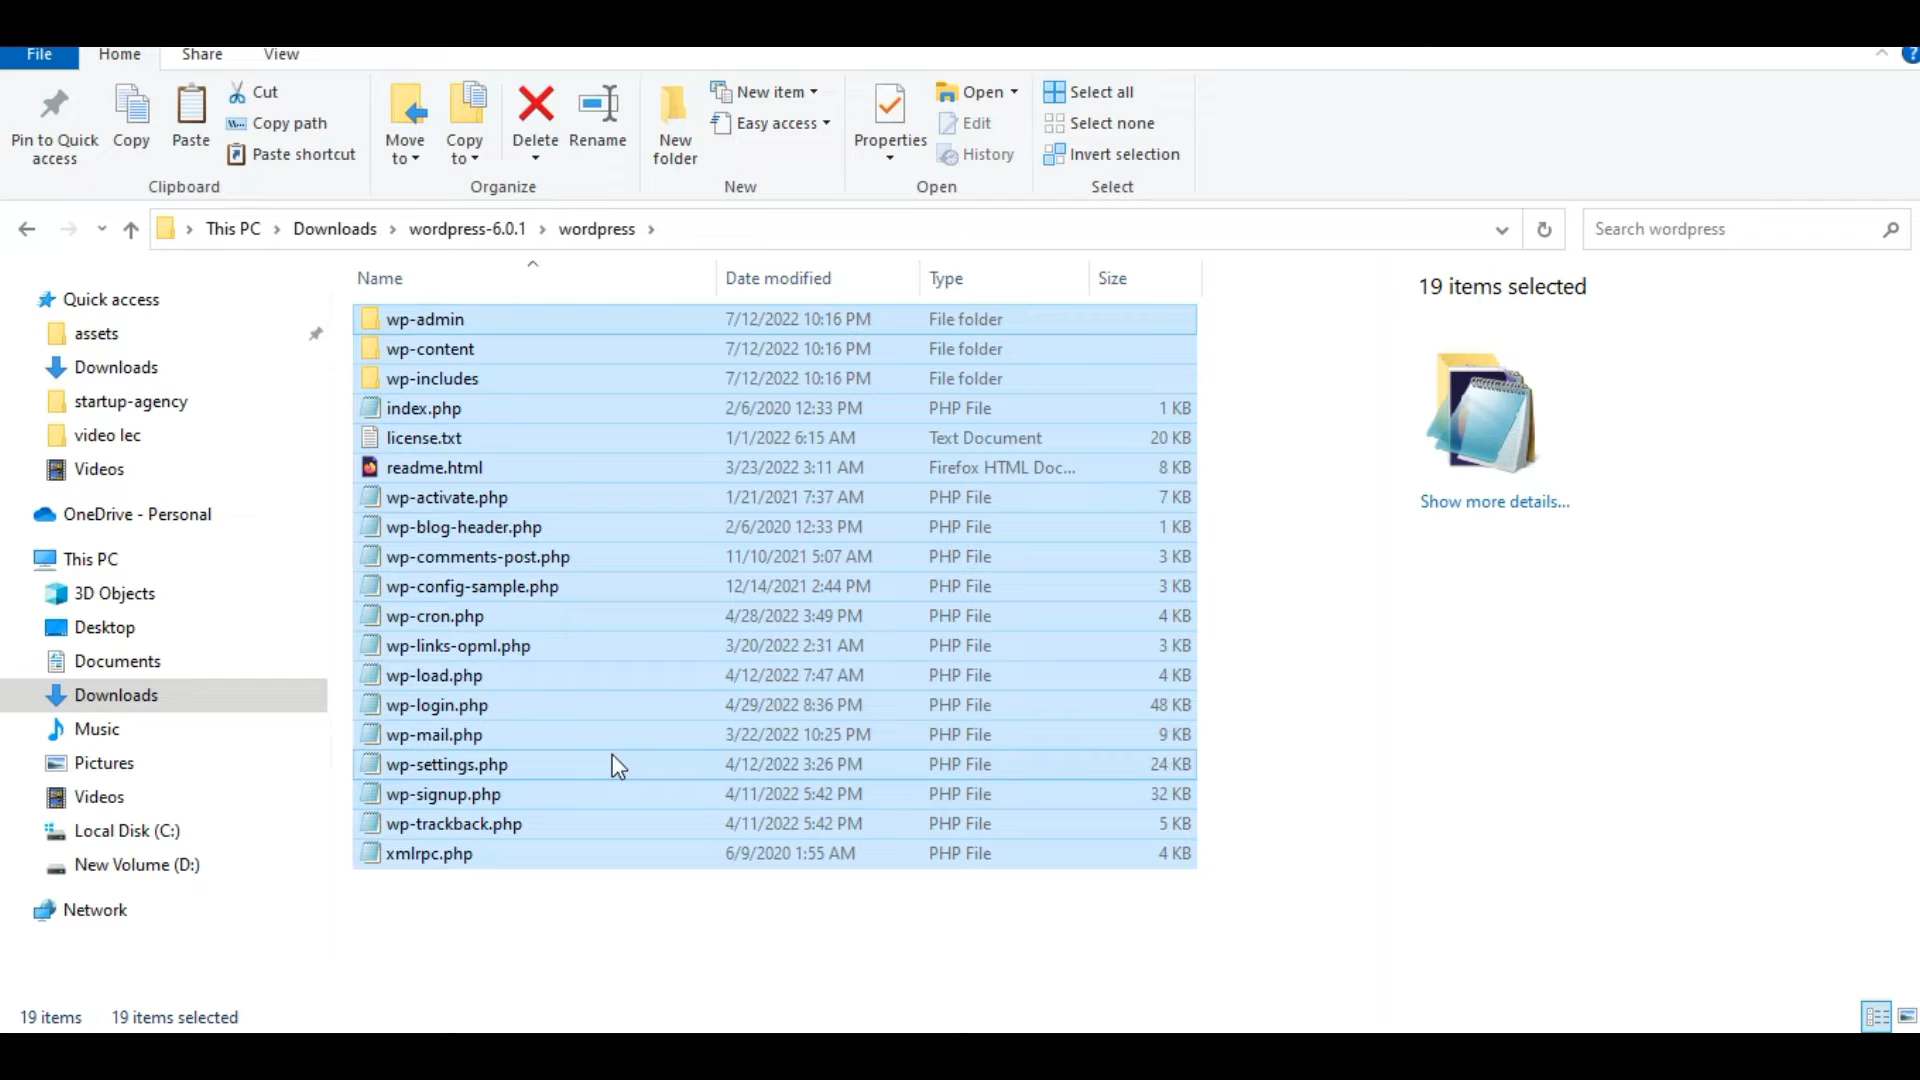 File Home Share View
Pin to Quick access
Copy
Paste
Cut
Copy path
Paste shortcut
Clipboard
Move to
Copy to
Delete
Rename
Organize
New folder
New item
Easy access
New
Properties
Open
Edit
History
Open
Select all
Select none
Invert selection
Select
This PC > Downloads > wordpress-6.0.1 > wordpress >
Search wordpress
Quick access
assets
Downloads
startup-agency
video lec
Videos
OneDrive - Personal
This PC
3D Objects
Desktop
Documents
Downloads
Music
Pictures
Videos
Local Disk (C:)
New Volume (D:)
Network
Name Date modified Type Size
wp-admin 7/12/2022 10:16 PM File folder
wp-content 7/12/2022 10:16 PM File folder
wp-includes 7/12/2022 10:16 PM File folder
index.php 2/6/2020 12:33 PM PHP File 1 KB
license.txt 1/1/2022 6:15 AM Text Document 20 KB
readme.html 3/23/2022 3:11 AM Firefox HTML Doc... 8 KB
wp-activate.php 1/21/2021 7:37 AM PHP File 7 KB
wp-blog-header.php 2/6/2020 12:33 PM PHP File 1 KB
wp-comments-post.php 11/10/2021 5:07 AM PHP File 3 KB
wp-config-sample.php 12/14/2021 2:44 PM PHP File 3 KB
wp-cron.php 4/28/2022 3:49 PM PHP File 4 KB
wp-links-opml.php 3/20/2022 2:31 AM PHP File 3 KB
wp-load.php 4/12/2022 7:47 AM PHP File 4 KB
wp-login.php 4/29/2022 8:36 PM PHP File 48 KB
wp-mail.php 3/22/2022 10:25 PM PHP File 9 KB
wp-settings.php 4/12/2022 3:26 PM PHP File 24 KB
wp-signup.php 4/11/2022 5:42 PM PHP File 32 KB
wp-trackback.php 4/11/2022 5:42 PM PHP File 5 KB
xmlrpc.php 6/9/2020 1:55 AM PHP File 4 KB
19 items selected
Show more details...
19 items 19 items selected